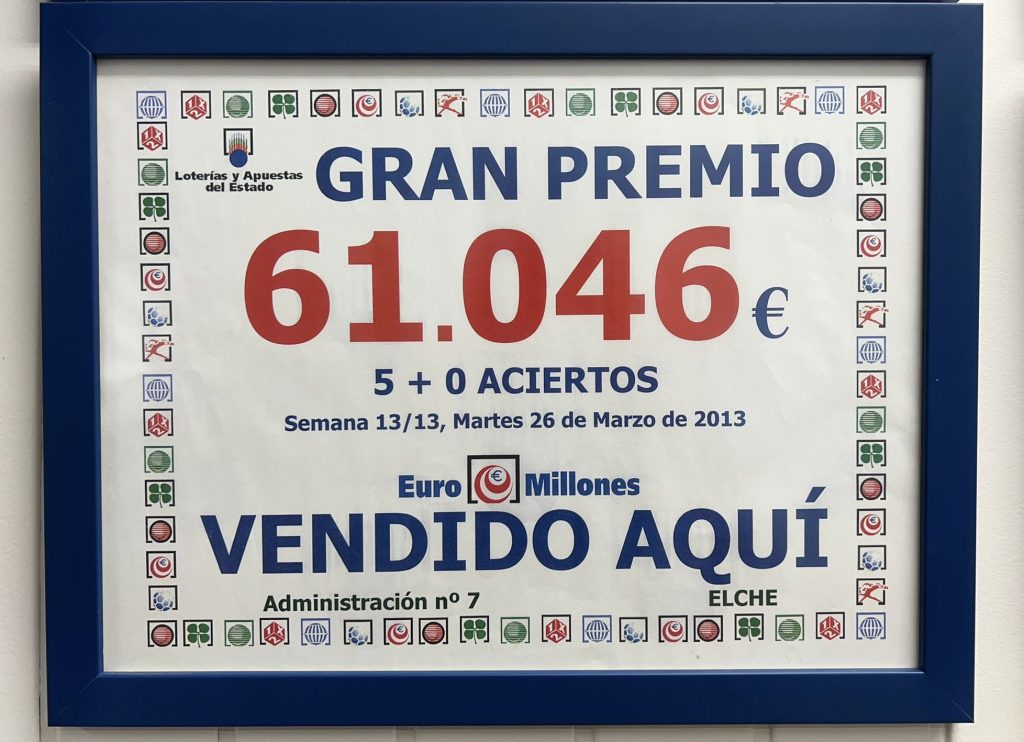 Loterías y Apuestas
del Estado
GRAN PREMIO
61.046 €
5 + 0 ACIERTOS
Semana 13/13, Martes 26 de Marzo de 2013
Euro Millones
VENDIDO AQUÍ
Administración nº 7 ELCHE